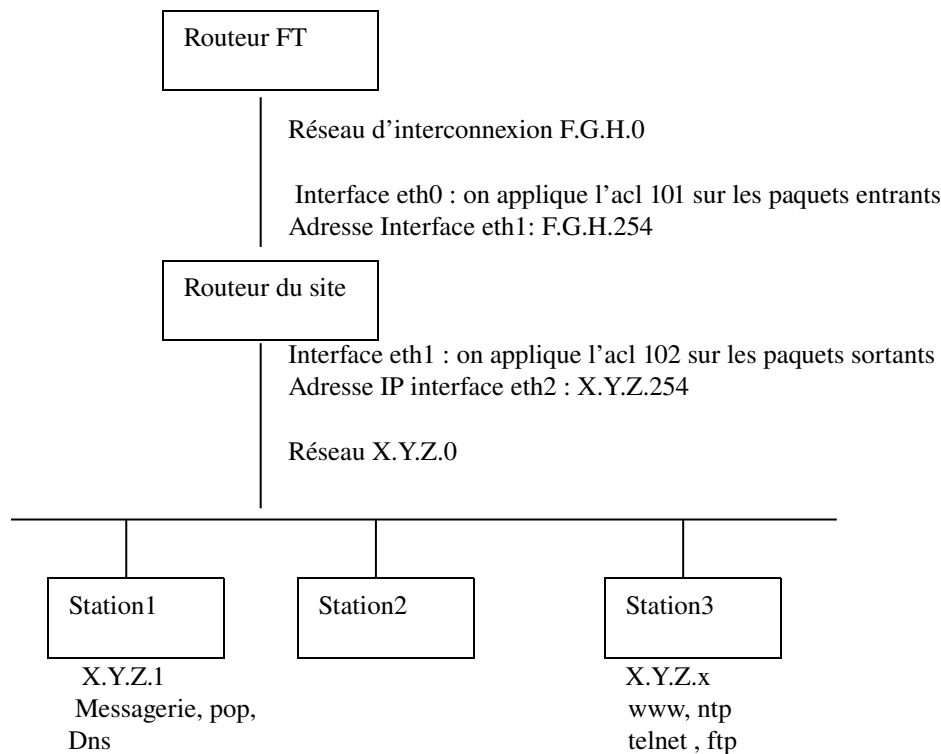 Routeur FT
Réseau d'interconnexion F.G.H.0
Interface eth0 : on applique l'acl 101 sur les paquets entrants
Adresse Interface eth1: F.G.H.254
Routeur du site
Interface eth1 : on applique l'acl 102 sur les paquets sortants
Adresse IP interface eth2 : X.Y.Z.254
Réseau X.Y.Z.0
Station1
Station2
Station3
X.Y.Z.1
Messagerie, pop,
Dns
X.Y.Z.x
www, ntp
telnet , ftp